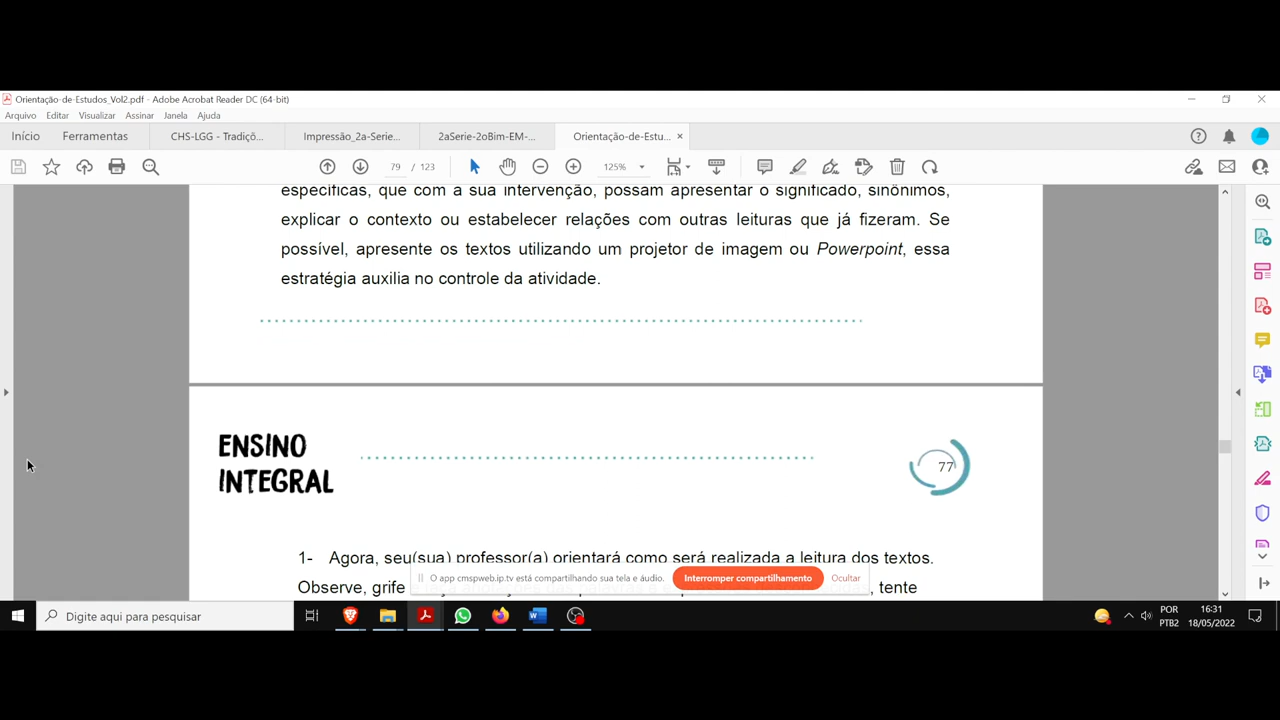 Orientação-de-Estudos_Vol2.pdf - Adobe Acrobat Reader DC (64-bit)
Arquivo Editar Visualizar Assinar Janela Ajuda
Início Ferramentas CHS-LGG - Tradiçõ... Impressão_2a-Serie... 2aSerie-2oBim-EM-... Orientação-de-Estu... ×
79 / 123 125%
específicas, que com a sua intervenção, possam apresentar o significado, sinônimos,
explicar o contexto ou estabelecer relações com outras leituras que já fizeram. Se
possível, apresente os textos utilizando um projetor de imagem ou Powerpoint, essa
estratégia auxilia no controle da atividade.
ENSINO
INTEGRAL
77
1- Agora, seu(sua) professor(a) orientará como será realizada a leitura dos textos.
Observe, grife , tente
O app cmspweb.ip.tv está compartilhando sua tela e áudio. Interromper compartilhamento Ocultar
Digite aqui para pesquisar
POR
PTB2
16:31
18/05/2022